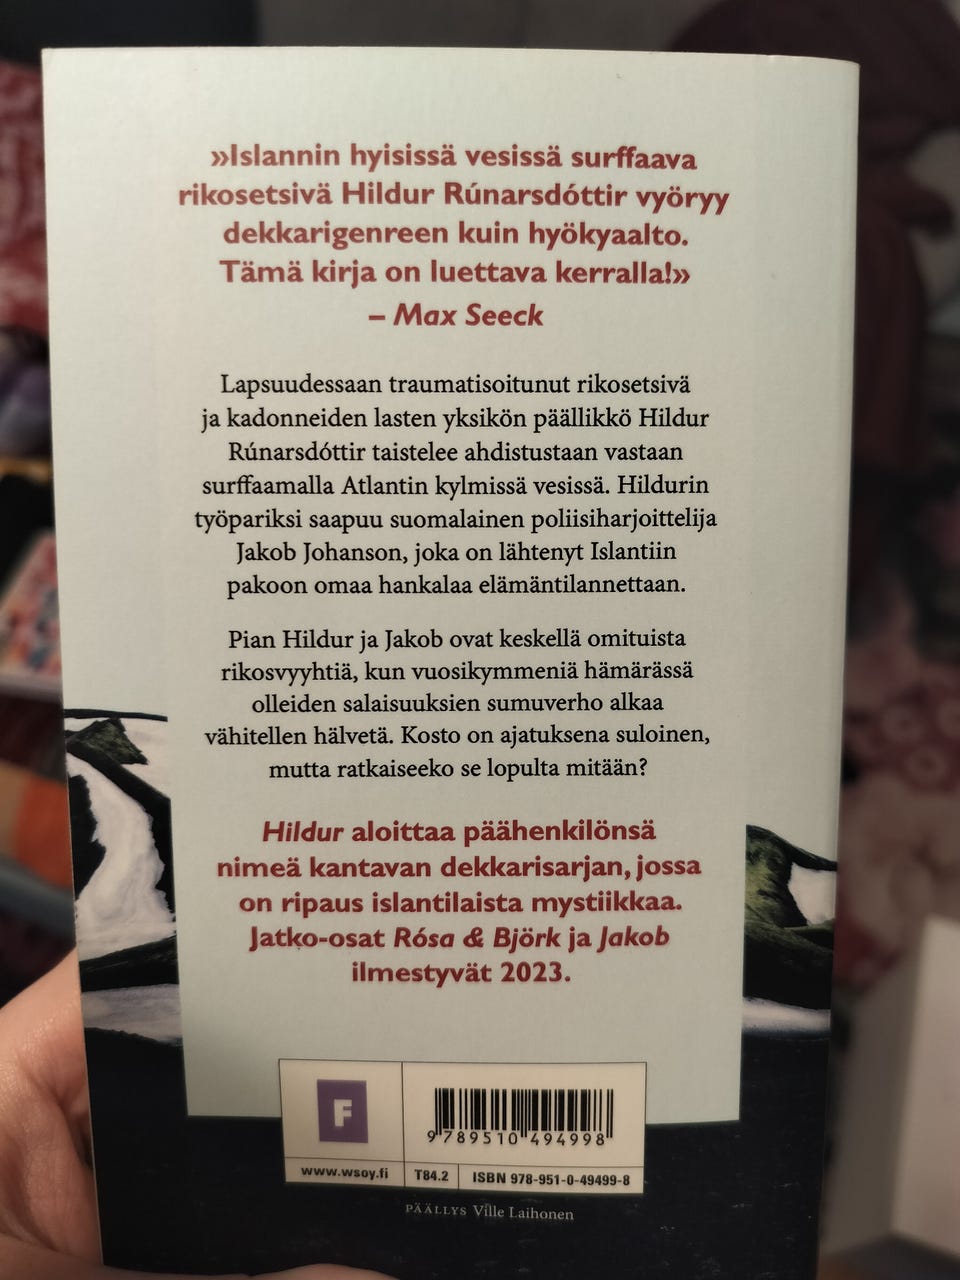 »Islannin hyisissä vesissä surffaava
rikosetsivä Hildur Rúnarsdóttir vyöryy
dekkarigenreen kuin hyökyaalto.
Tämä kirja on luettava kerralla!»
– Max Seeck
Lapsuudessaan traumatisoitunut rikosetsivä
ja kadonneiden lasten yksikön päällikkö Hildur
Rúnarsdóttir taistelee ahdistustaan vastaan
surffaamalla Atlantin kylmissä vesissä. Hildurin
työpariksi saapuu suomalainen poliisiharjoittelija
Jakob Johanson, joka on lähtenyt Islantiin
pakoon omaa hankalaa elämäntilannettaan.
Pian Hildur ja Jakob ovat keskellä omituista
rikosvyyhtiä, kun vuosikymmeniä hämärässä
olleiden salaisuuksien sumuverho alkaa
vähitellen hälvetä. Kosto on ajatuksena suloinen,
mutta ratkaiseeko se lopulta mitään?
Hildur aloittaa päähenkilönsä
nimeä kantavan dekkarisarjan, jossa
on ripaus islantilaista mystiikkaa.
Jatko-osat Rósa & Björk ja Jakob
ilmestyvät 2023.
F
9 789510 494998
www.wsoy.fi T84.2 ISBN 978-951-0-49499-8
PÄÄLLYS Ville Laihonen